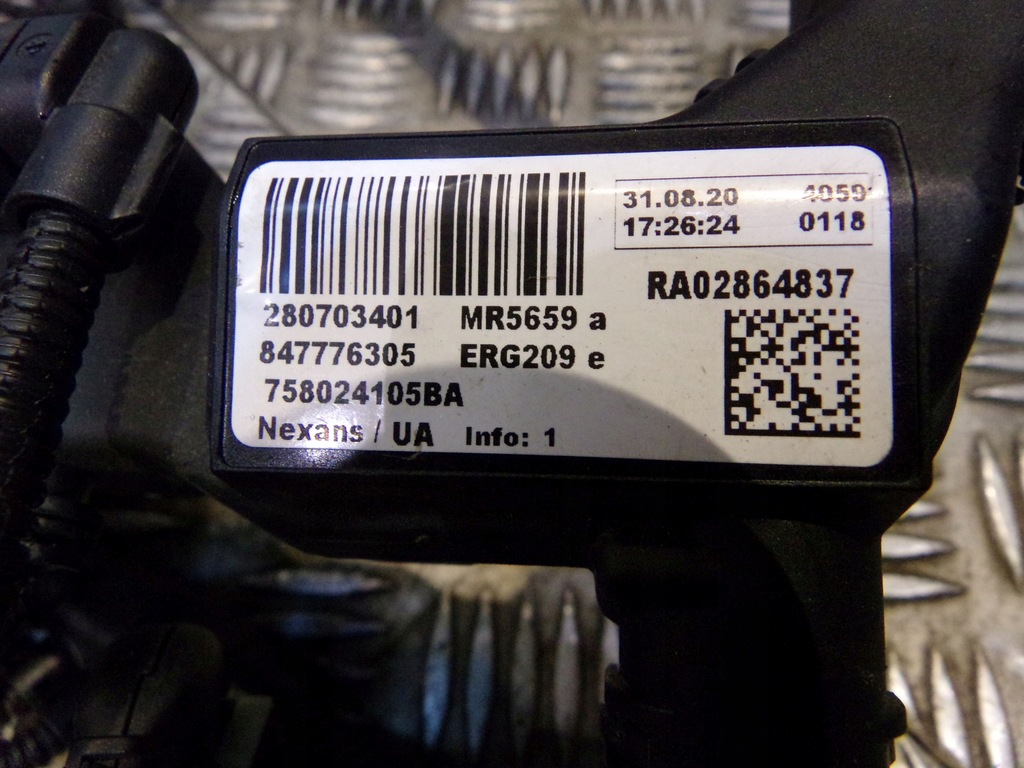 31.08.20 4059
17:26:24 0118
RA02864837
280703401 MR5659 a
847776305 ERG209 e
758024105BA
Nexans / UA Info: 1